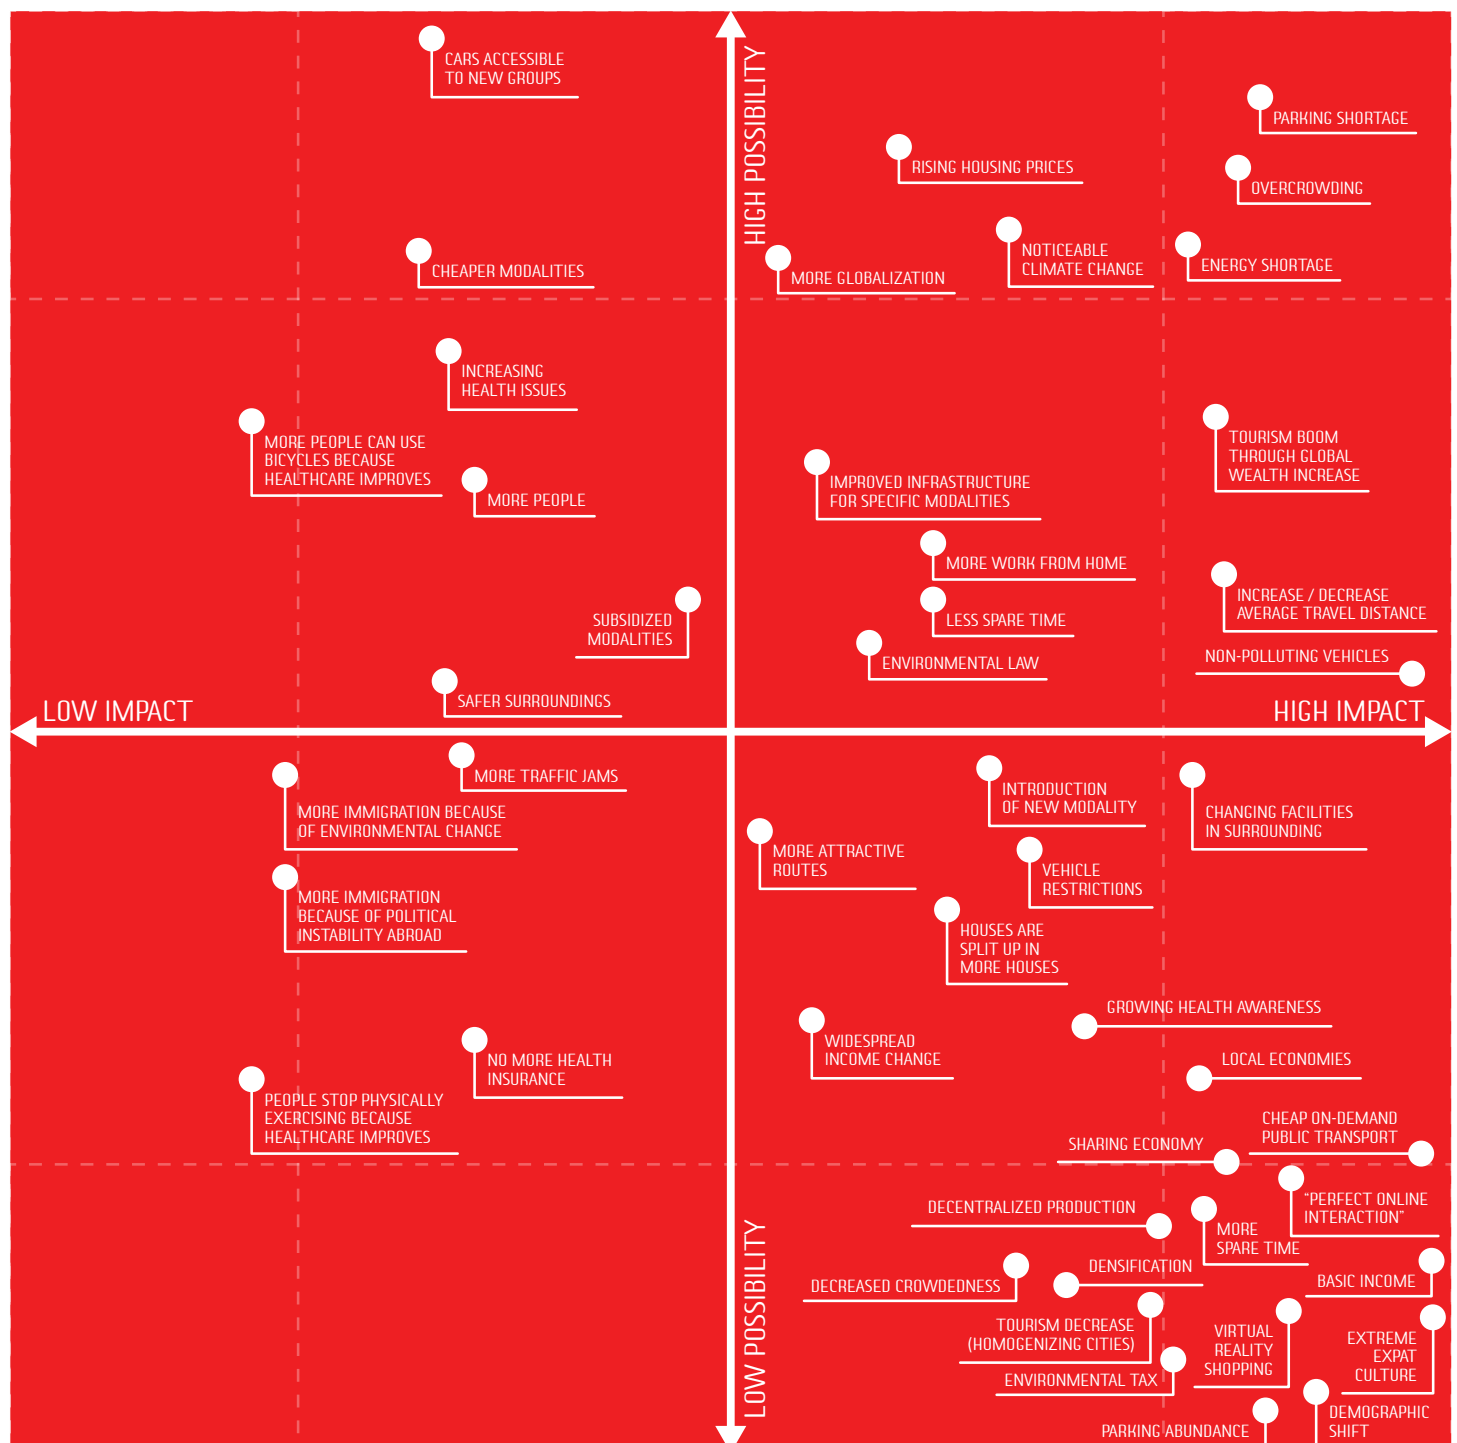 CARS ACCESSIBLE
TO NEW GROUPS
CHEAPER MODALITIES
HIGH POSSIBILITY
PARKING SHORTAGE
RISING HOUSING PRICES
OVERCROWDING
NOTICEABLE
CLIMATE CHANGE
ENERGY SHORTAGE
MORE GLOBALIZATION
INCREASING
HEALTH ISSUES
MORE PEOPLE CAN USE
BICYCLES BECAUSE
HEALTHCARE IMPROVES
MORE PEOPLE
SUBSIDIZED
MODALITIES
SAFER SURROUNDINGS
LOW IMPACT
TOURISM BOOM
THROUGH GLOBAL
WEALTH INCREASE
IMPROVED INFRASTRUCTURE
FOR SPECIFIC MODALITIES
MORE WORK FROM HOME
INCREASE / DECREASE
AVERAGE TRAVEL DISTANCE
LESS SPARE TIME
ENVIRONMENTAL LAW
NON-POLLUTING VEHICLES
HIGH IMPACT
MORE TRAFFIC JAMS
MORE IMMIGRATION BECAUSE
OF ENVIRONMENTAL CHANGE
MORE IMMIGRATION
BECAUSE OF POLITICAL
INSTABILITY ABROAD
NO MORE HEALTH
INSURANCE
PEOPLE STOP PHYSICALLY
EXERCISING BECAUSE
HEALTHCARE IMPROVES
INTRODUCTION
OF NEW MODALITY
CHANGING FACILITIES
IN SURROUNDING
MORE ATTRACTIVE
ROUTES
VEHICLE
RESTRICTIONS
HOUSES ARE
SPLIT UP IN
MORE HOUSES
GROWING HEALTH AWARENESS
WIDESPREAD
INCOME CHANGE
LOCAL ECONOMIES
CHEAP ON-DEMAND
PUBLIC TRANSPORT
SHARING ECONOMY
LOW POSSIBILITY
"PERFECT ONLINE
INTERACTION"
DECENTRALIZED PRODUCTION
MORE
SPARE TIME
DENSIFICATION
DECREASED CROWDEDNESS
BASIC INCOME
TOURISM DECREASE
(HOMOGENIZING CITIES)
VIRTUAL
REALITY
SHOPPING
EXTREME
EXPAT
CULTURE
ENVIRONMENTAL TAX
DEMOGRAPHIC
SHIFT
PARKING ABUNDANCE